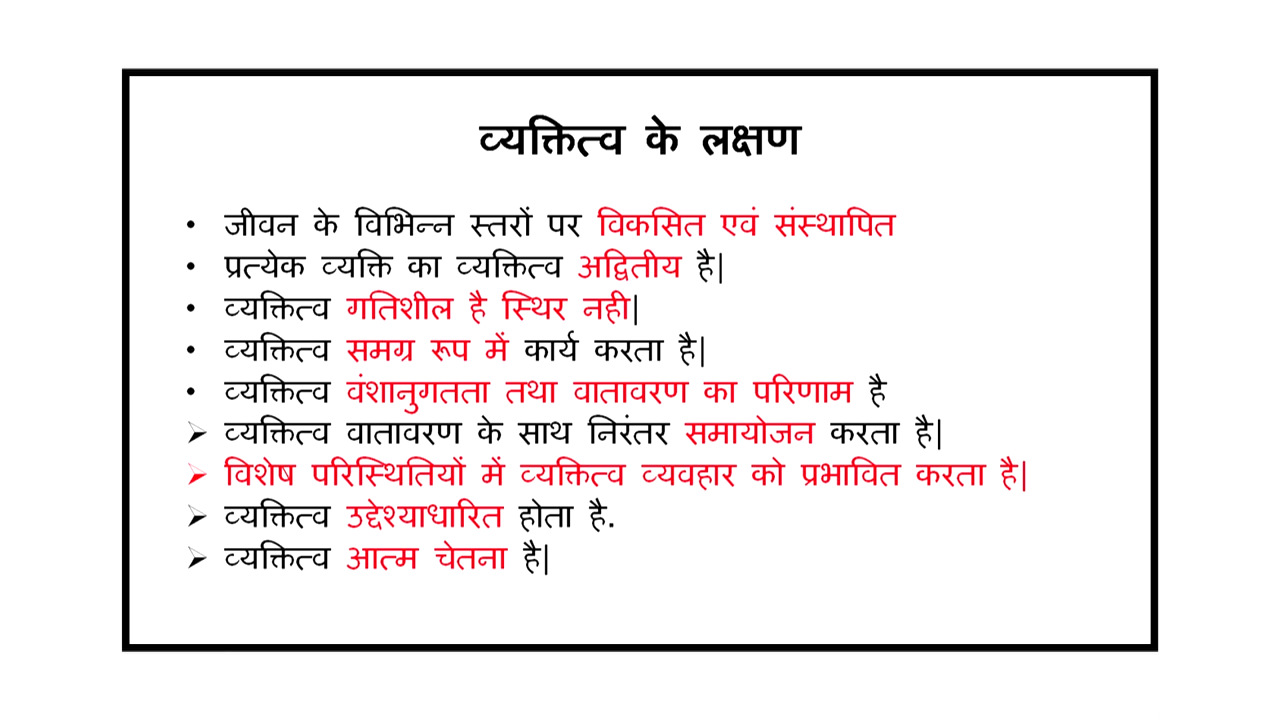 व्यक्तित्व के लक्षण
• जीवन के विभिन्न स्तरों पर विकसित एवं संस्थापित
• प्रत्येक व्यक्ति का व्यक्तित्व अद्वितीय है|
• व्यक्तित्व गतिशील है स्थिर नही|
• व्यक्तित्व समग्र रूप में कार्य करता है|
• व्यक्तित्व वंशानुगतता तथा वातावरण का परिणाम है
➢ व्यक्तित्व वातावरण के साथ निरंतर समायोजन करता है|
➢ विशेष परिस्थितियों में व्यक्तित्व व्यवहार को प्रभावित करता है|
➢ व्यक्तित्व उद्देश्याधारित होता है.
➢ व्यक्तित्व आत्म चेतना है|